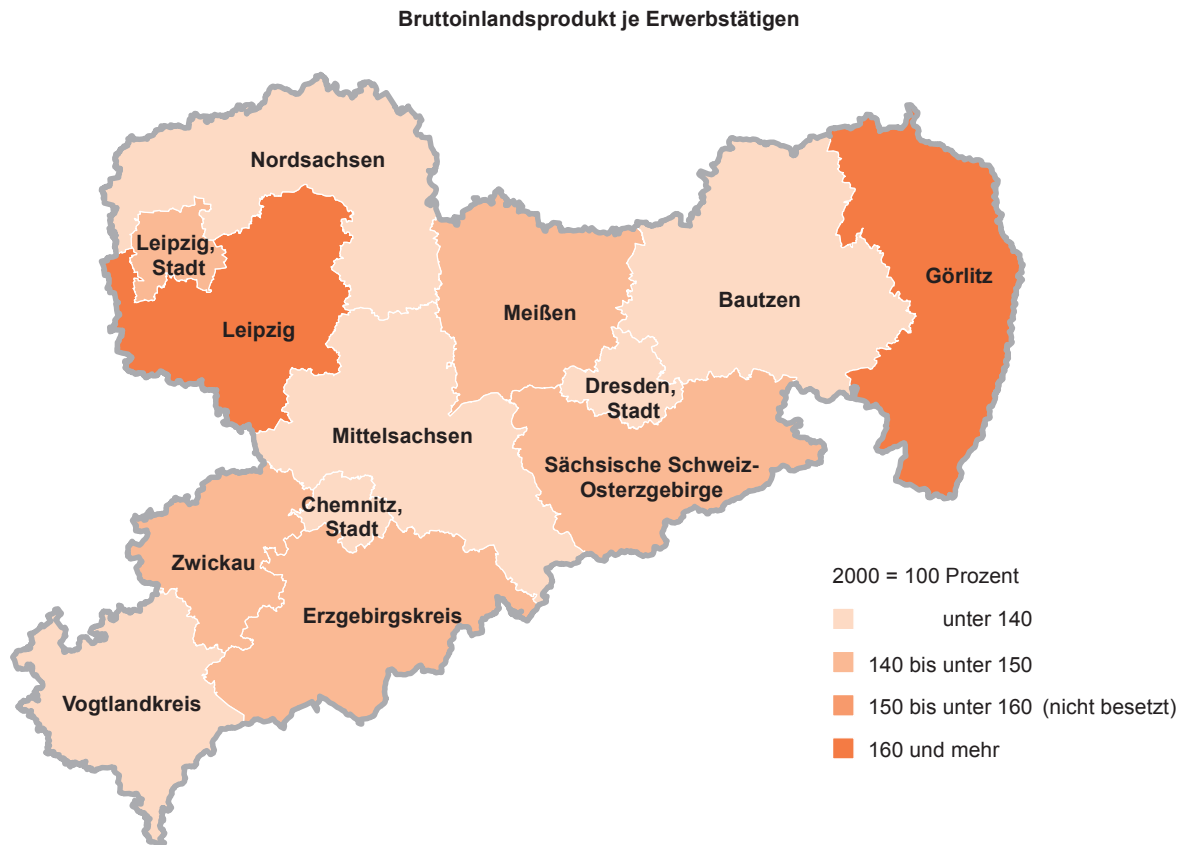 Bruttoinlandsprodukt je Erwerbstätigen
Nordsachsen
Leipzig,
Stadt
Leipzig
Meißen
Bautzen
Görlitz
Dresden,
Stadt
Mittelsachsen
Sächsische Schweiz-
Osterzgebirge
Chemnitz,
Stadt
Zwickau
Erzgebirgskreis
Vogtlandkreis
2000 = 100 Prozent
unter 140
140 bis unter 150
150 bis unter 160 (nicht besetzt)
160 und mehr